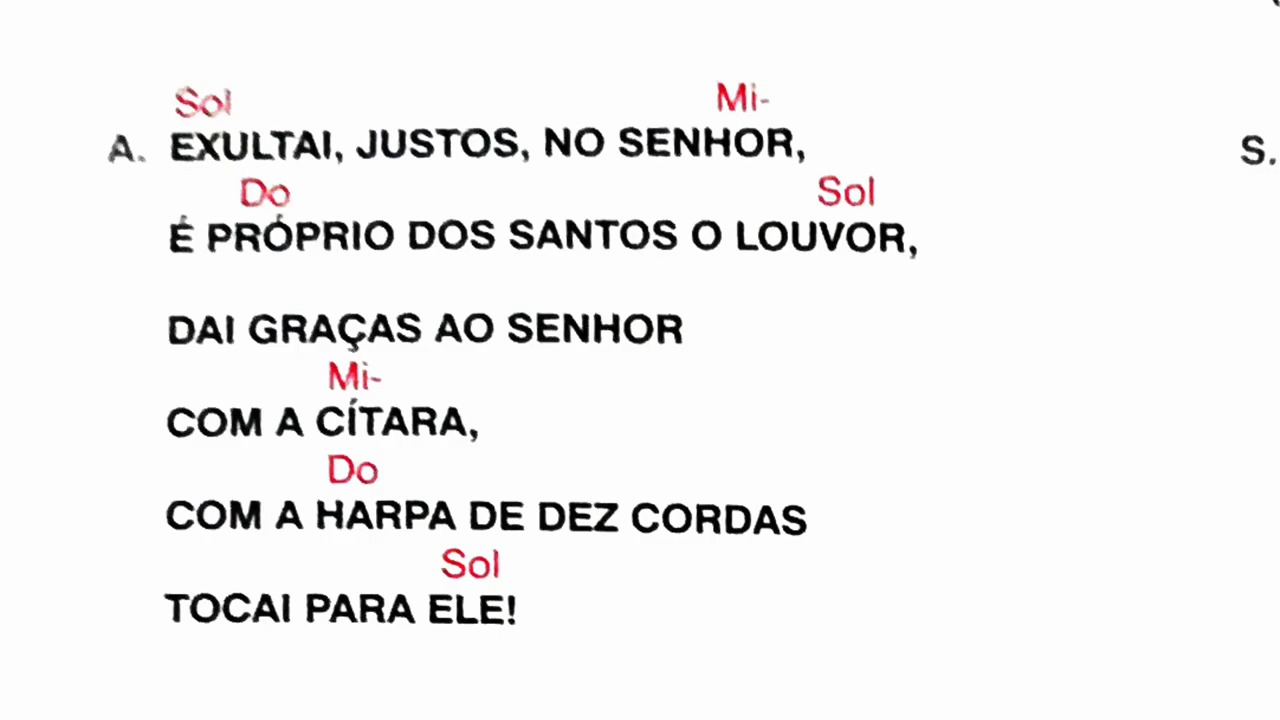 Sol Mi-
A. EXULTAI, JUSTOS, NO SENHOR,
Do Sol
É PRÓPRIO DOS SANTOS O LOUVOR,
DAI GRAÇAS AO SENHOR
Mi-
COM A CÍTARA,
Do
COM A HARPA DE DEZ CORDAS
Sol
TOCAI PARA ELE!
S.